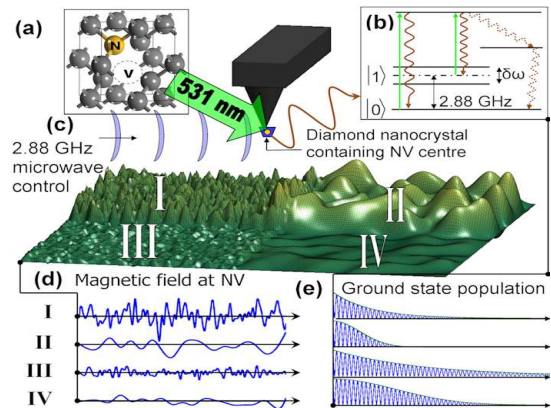 (a)
N
V
531 nm
(b)
|1⟩
δω
2.88 GHz
|0⟩
(c)
2.88 GHz
microwave
control
Diamond nanocrystal
containing NV centre
I
II
III
IV
(d) Magnetic field at NV
I
II
III
IV
(e) Ground state population